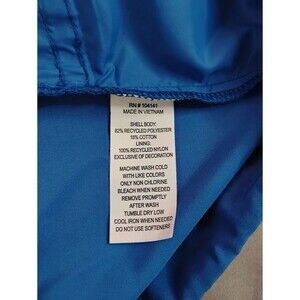 RN# 104141
MADE IN VIETNAM
SHELL BODY:
82% RECYCLED POLYESTER
18% COTTON
LINING:
100% RECYCLED NYLON
EXCLUSIVE OF DECORATION
MACHINE WASH COLD
WITH LIKE COLORS
ONLY NON CHLORINE
BLEACH WHEN NEEDED
REMOVE PROMPTLY
AFTER WASH
TUMBLE DRY LOW
COOL IRON WHEN NEEDED
DO NOT USE SOFTENERS